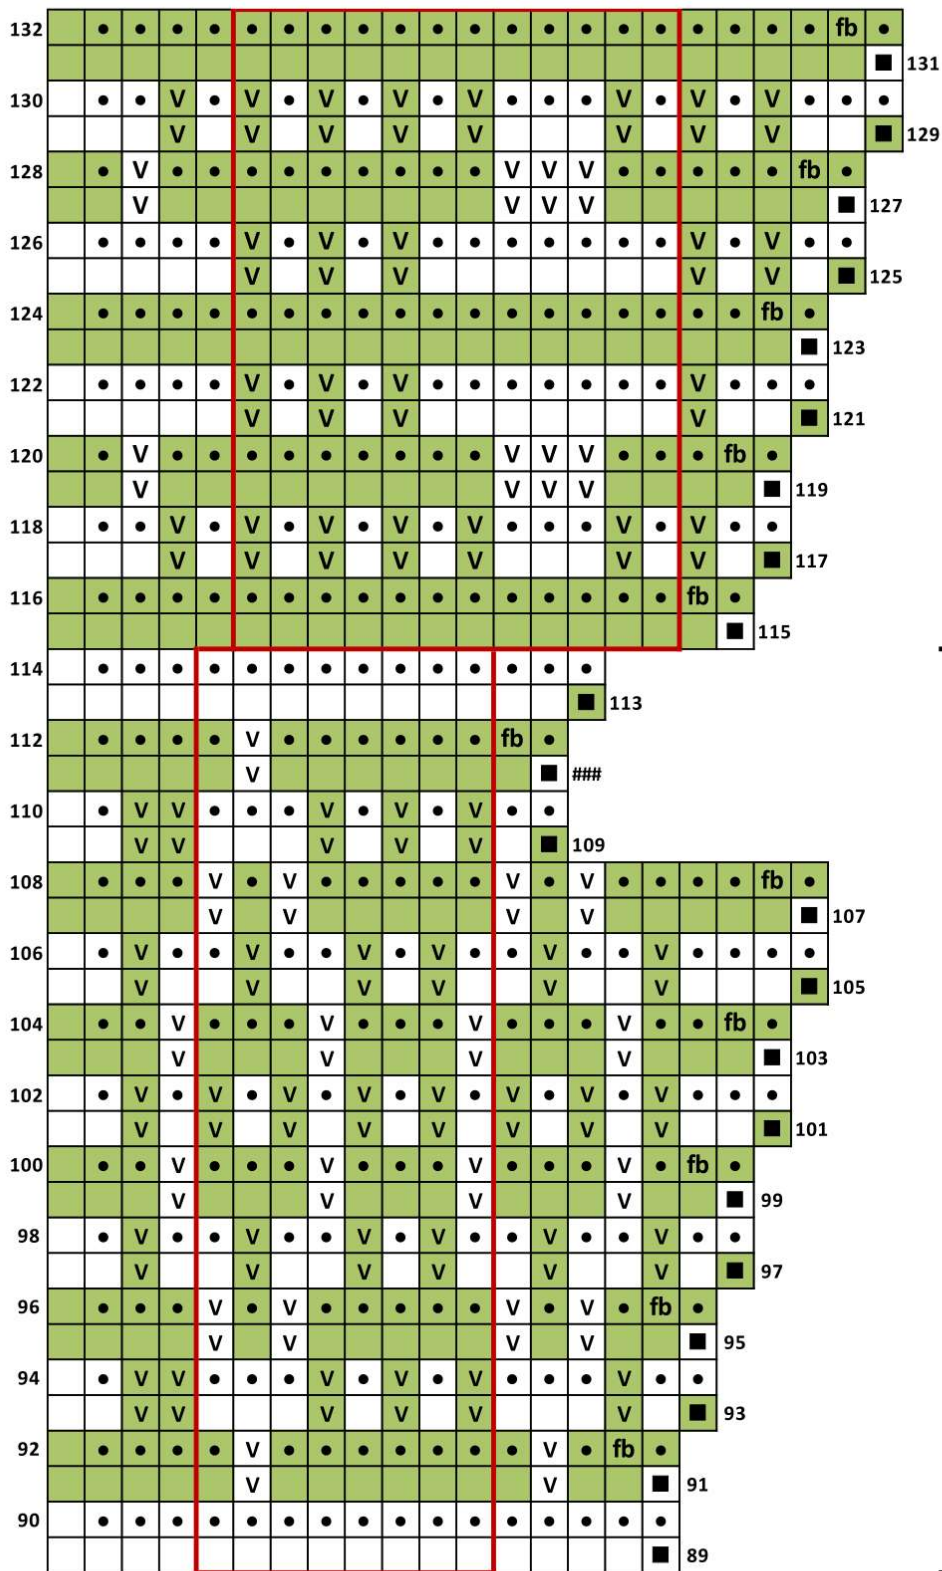 132 fb
131
130 V V V V V V V V
V V V V V V V V 129
128 V V V V fb
V V V V 127
126 V V V V V
V V V V V 125
124 fb
123
122 V V V V
V V V V 121
120 V V V V fb
V V V V 119
118 V V V V V V V
V V V V V V V 117
116 fb
115
114
113
112 V fb
V ###
110 V V V V V
V V V V V 109
108 V V V V fb
V V V V 107
106 V V V V V V
V V V V V V 105
104 V V V V fb
V V V V 103
102 V V V V V V V V
V V V V V V V V 101
100 V V V V fb
V V V V 99
98 V V V V V V
V V V V V V 97
96 V V V V fb
V V V V 95
94 V V V V V V
V V V V V V 93
92 V V fb
V V 91
90
89